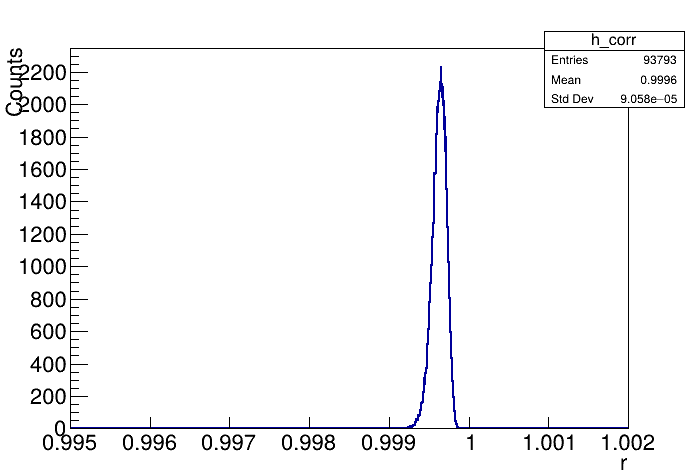 h_corr
Entries 93793
Mean 0.9996
Std Dev 9.058e−05
Counts
2200
2000
1800
1600
1400
1200
1000
800
600
400
200
0
0.995 0.996 0.997 0.998 0.999 1 1.001 1.002
r